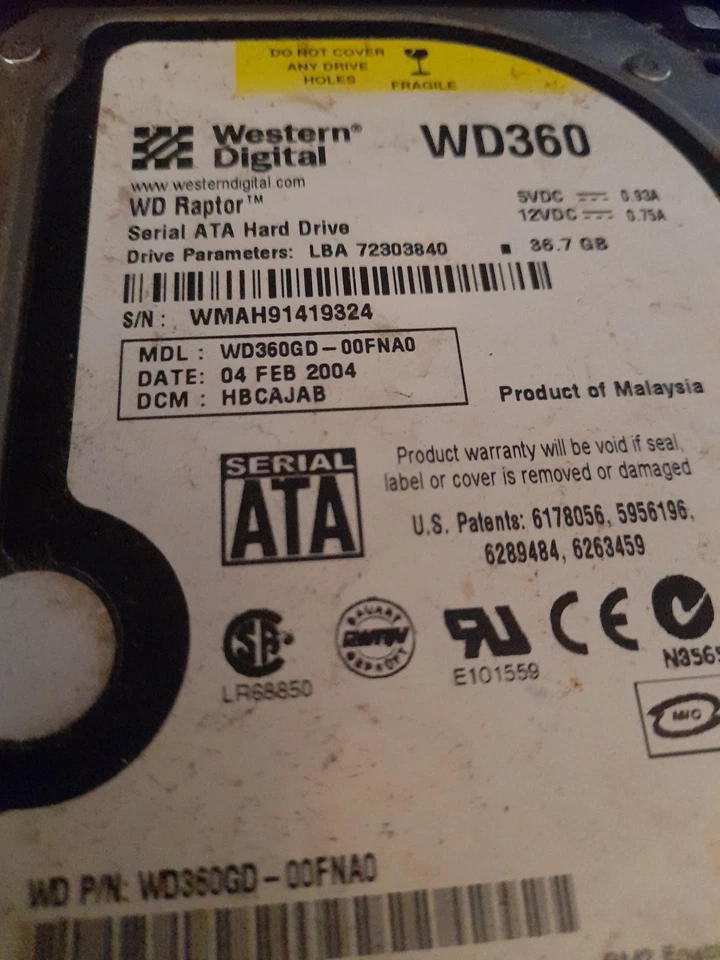 DO NOT COVER
ANY DRIVE
HOLES
FRAGILE
Western® Digital
WD360
www.westerndigital.com
WD Raptor™
5VDC ⎓ 0.93A
Serial ATA Hard Drive
12VDC ⎓ 0.75A
Drive Parameters: LBA 72303840 ■ 36.7 GB
S/N: WMAH91419324
MDL: WD360GD-00FNA0
DATE: 04 FEB 2004
DCM: HBCAJAB
Product of Malaysia
SERIAL
ATA
Product warranty will be void if seal,
label or cover is removed or damaged
U.S. Patents: 6178056, 5956196,
6289484, 6263459
LR68850
E101559
CE
N356
MIC
WD P/N: WD360GD-00FNA0